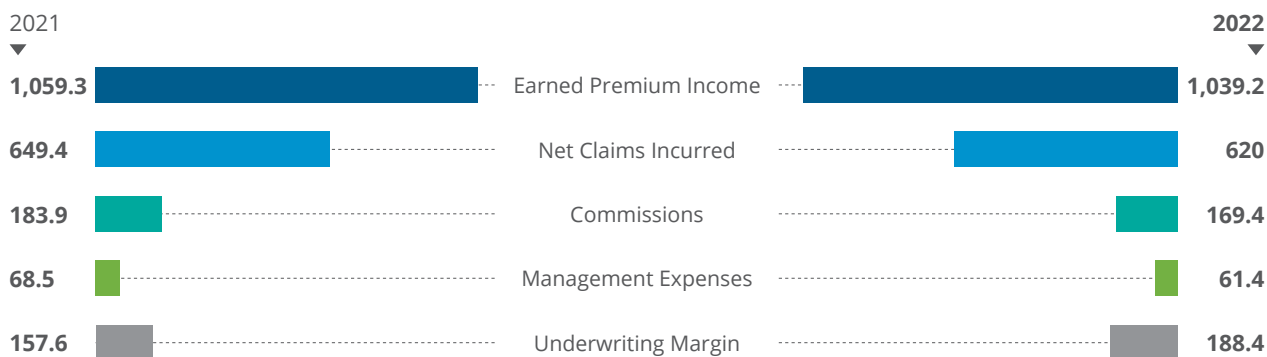 2021 2022
1,059.3 Earned Premium Income 1,039.2
649.4 Net Claims Incurred 620
183.9 Commissions 169.4
68.5 Management Expenses 61.4
157.6 Underwriting Margin 188.4